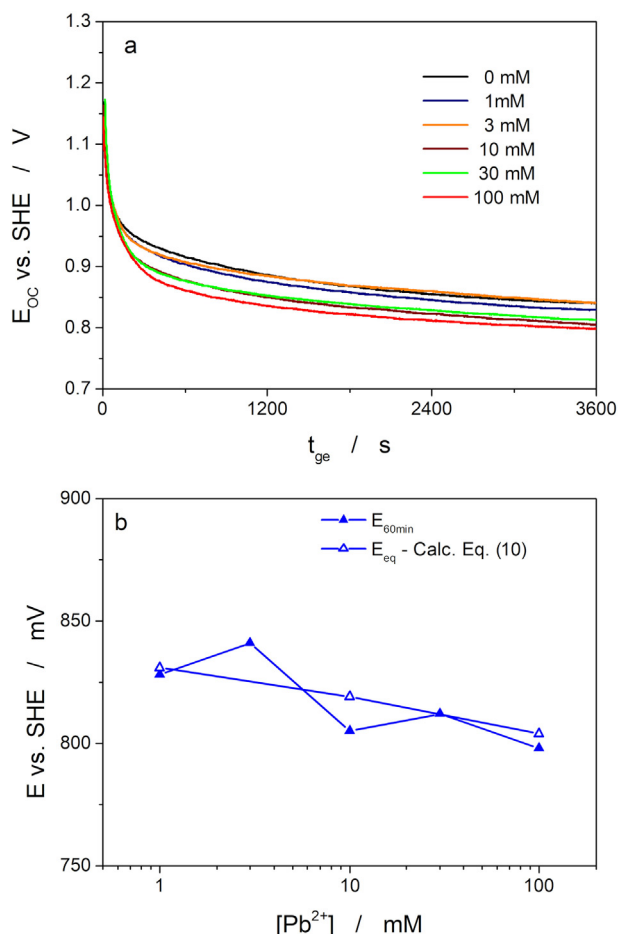 a
1.3
1.2
1.1
1.0
0.9
0.8
0.7
E_OC vs. SHE / V
0 mM
1mM
3 mM
10 mM
30 mM
100 mM
0 1200 2400 3600
t_ge / s
b
900
850
800
750
E vs. SHE / mV
E_60min
E_eq - Calc. Eq. (10)
1 10 100
[Pb²⁺] / mM